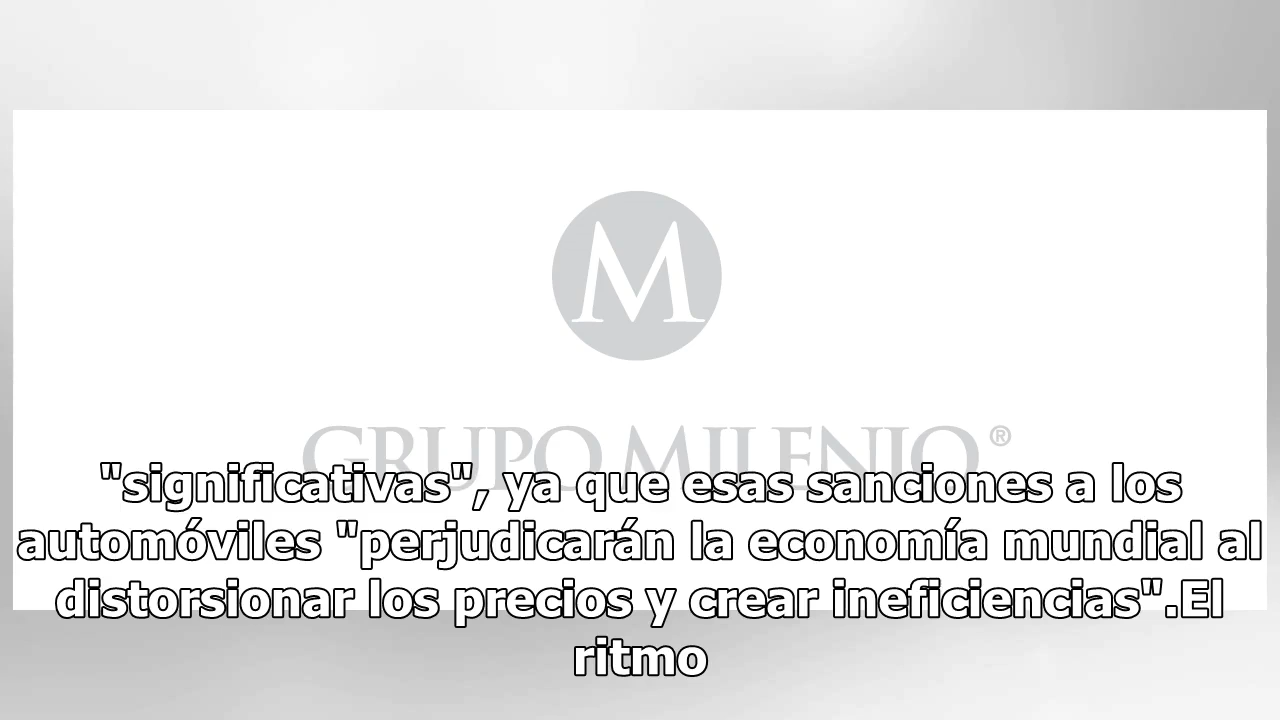 M
GRUPO MILENIO®
"significativas", ya que esas sanciones a los
automóviles "perjudicarán la economía mundial al
distorsionar los precios y crear ineficiencias".El
ritmo